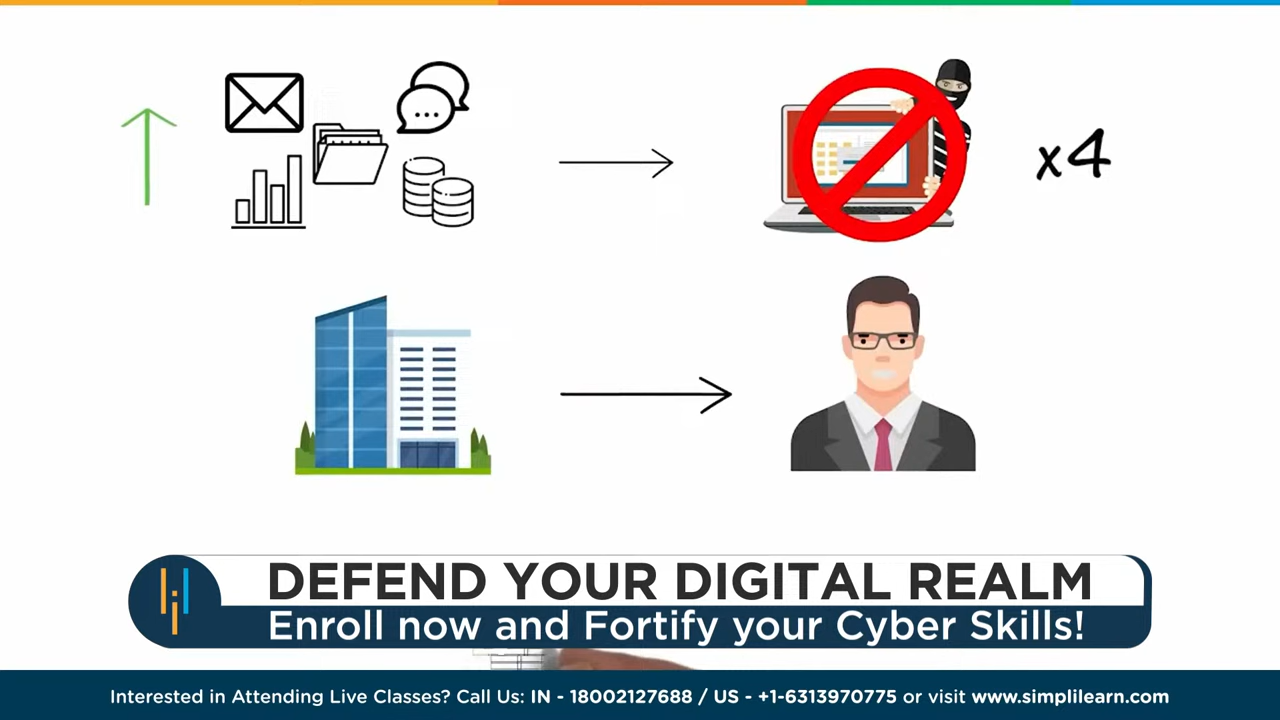 x4
DEFEND YOUR DIGITAL REALM
Enroll now and Fortify your Cyber Skills!
Interested in Attending Live Classes? Call Us: IN - 18002127688 / US - +1-6313970775 or visit www.simplilearn.com